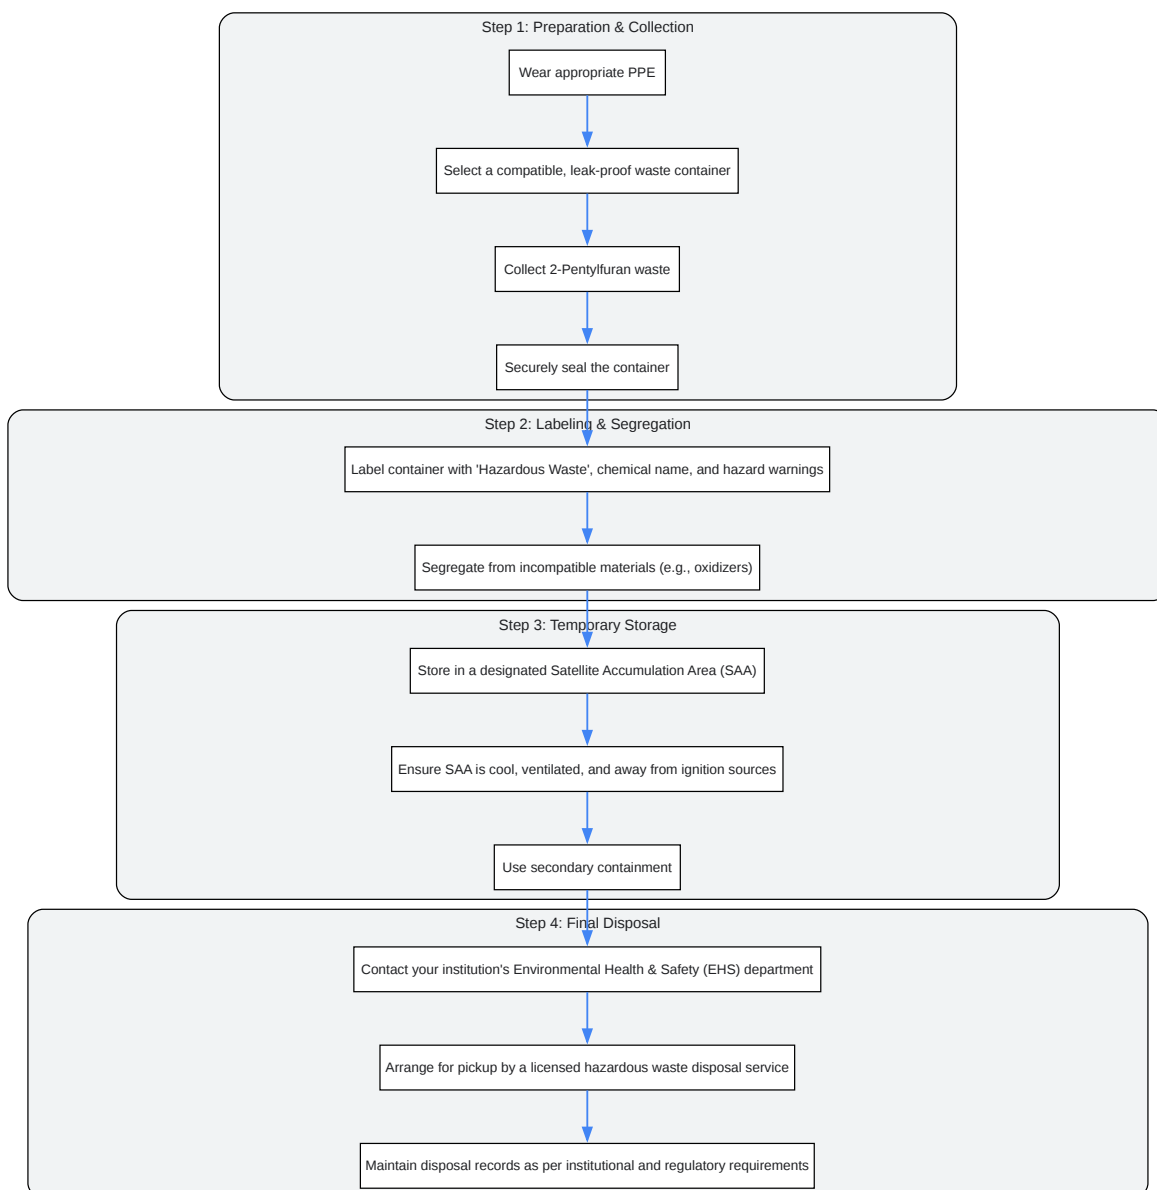 Step 1: Preparation & Collection
Wear appropriate PPE
Select a compatible, leak-proof waste container
Collect 2-Pentylfuran waste
Securely seal the container
Step 2: Labeling & Segregation
Label container with 'Hazardous Waste', chemical name, and hazard warnings
Segregate from incompatible materials (e.g., oxidizers)
Step 3: Temporary Storage
Store in a designated Satellite Accumulation Area (SAA)
Ensure SAA is cool, ventilated, and away from ignition sources
Use secondary containment
Step 4: Final Disposal
Contact your institution's Environmental Health & Safety (EHS) department
Arrange for pickup by a licensed hazardous waste disposal service
Maintain disposal records as per institutional and regulatory requirements